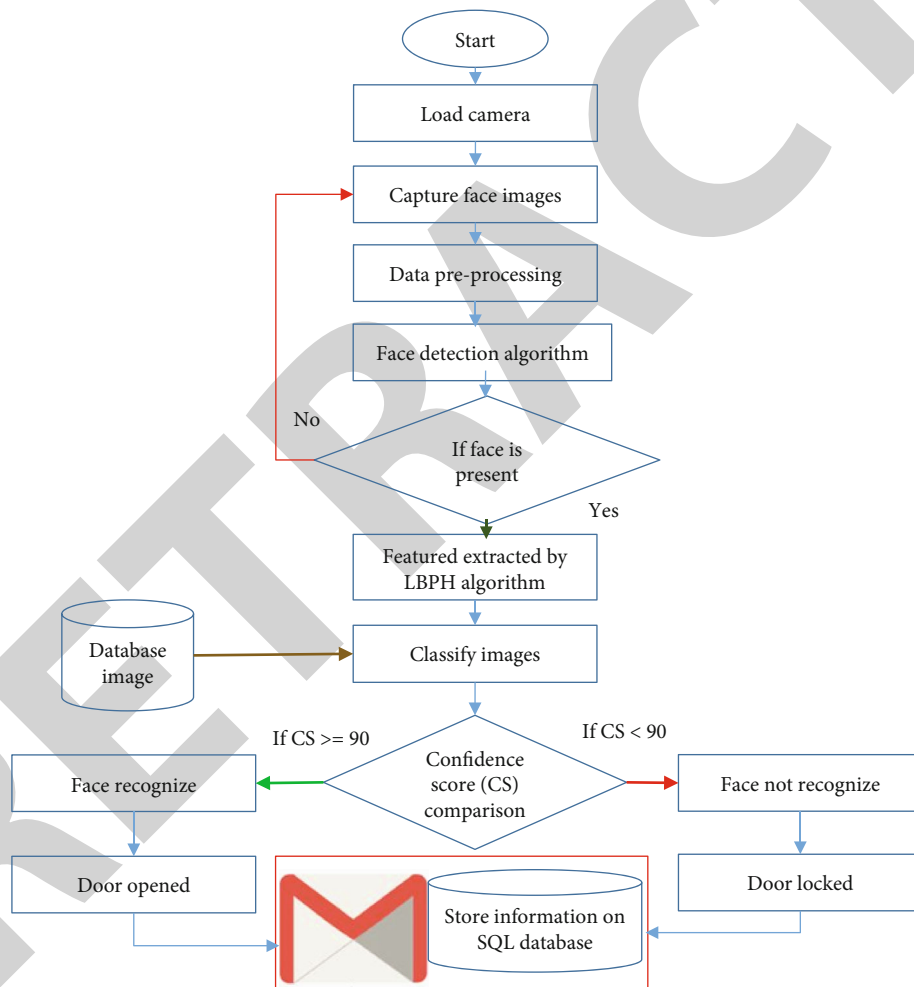 Start
Load camera
Capture face images
Data pre-processing
Face detection algorithm
No
If face is
present
Yes
Featured extracted by
LBPH algorithm
Database
image
Classify images
If CS >= 90
If CS < 90
Confidence
score (CS)
comparison
Face recognize
Face not recognize
Door opened
Door locked
Store information on
SQL database
RETRACT